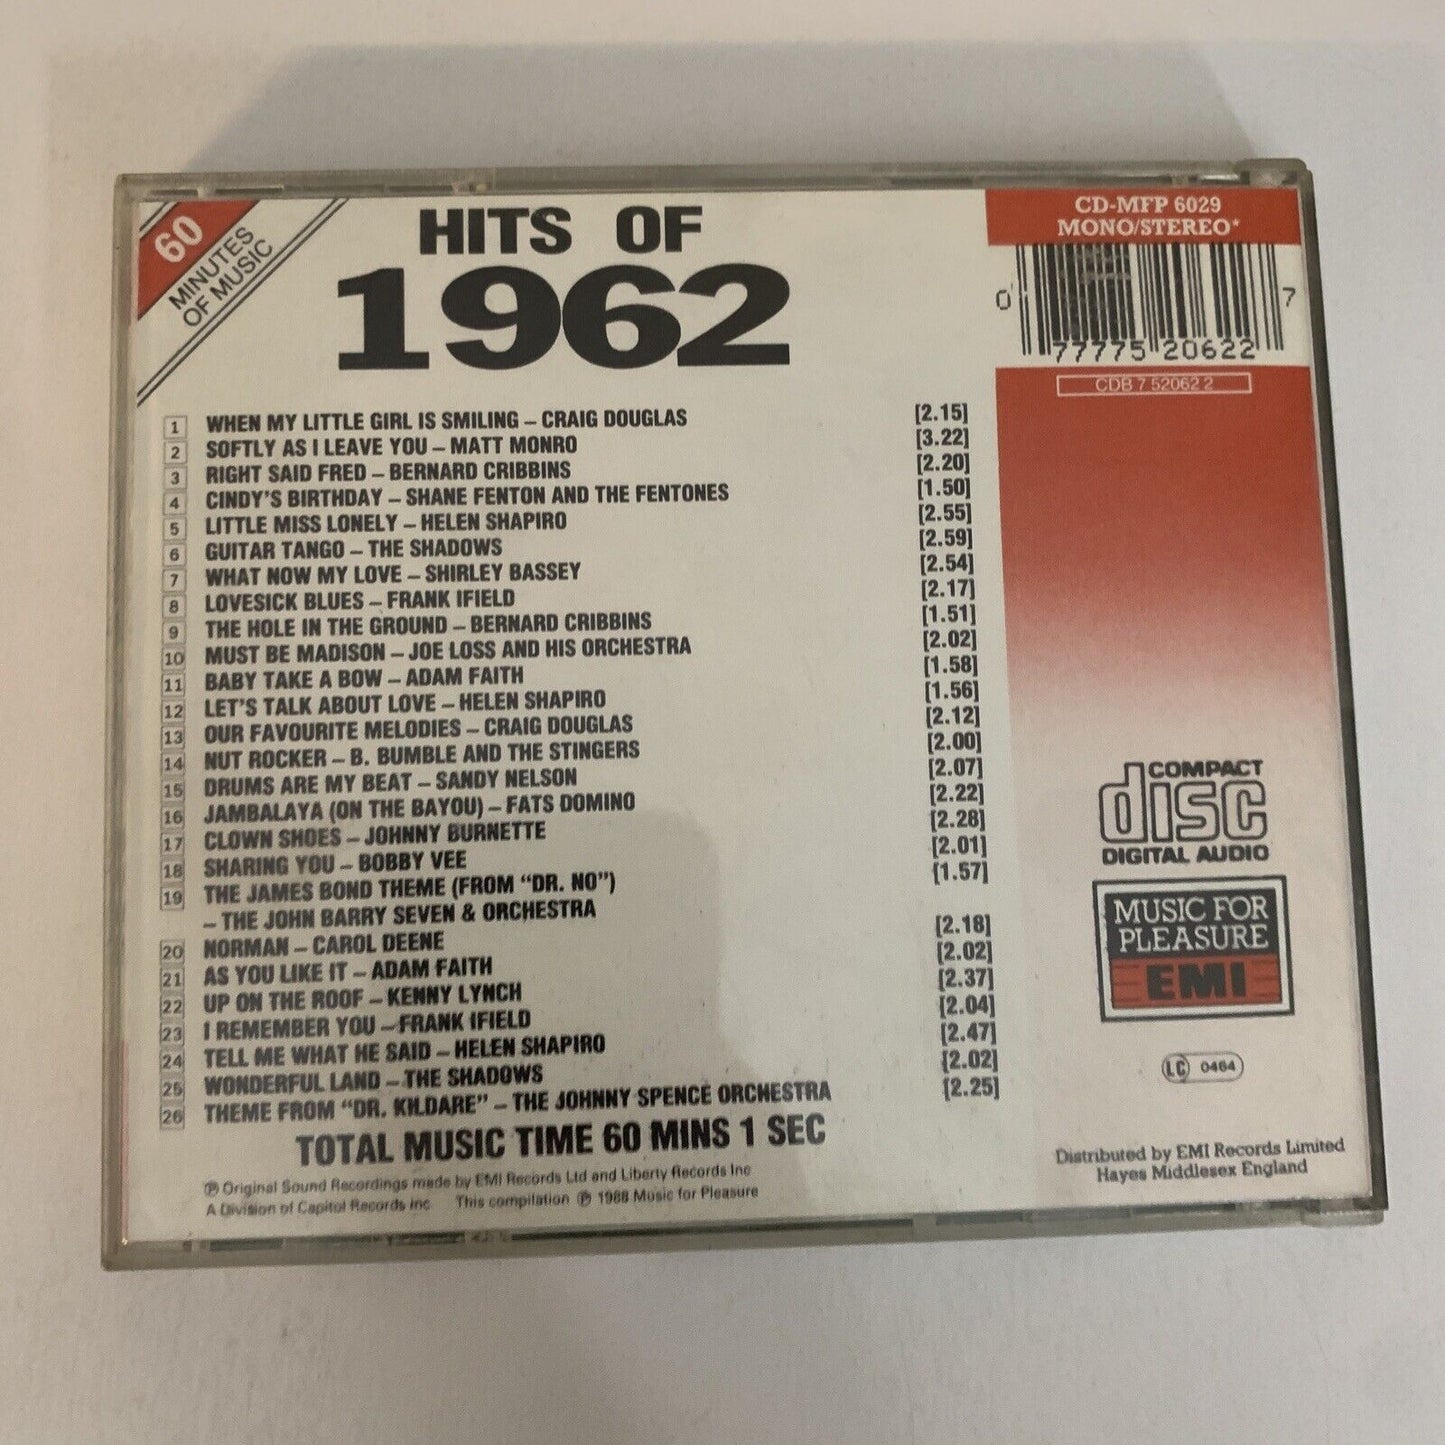 60
MINUTES
OF MUSIC
HITS OF
1962
CD-MFP 6029
MONO/STEREO*
0 77775 20622 7
CDB 7 52062 2
1 WHEN MY LITTLE GIRL IS SMILING – CRAIG DOUGLAS [2.15]
2 SOFTLY AS I LEAVE YOU – MATT MONRO [3.22]
3 RIGHT SAID FRED – BERNARD CRIBBINS [2.20]
4 CINDY'S BIRTHDAY – SHANE FENTON AND THE FENTONES [1.50]
5 LITTLE MISS LONELY – HELEN SHAPIRO [2.55]
6 GUITAR TANGO – THE SHADOWS [2.59]
7 WHAT NOW MY LOVE – SHIRLEY BASSEY [2.54]
8 LOVESICK BLUES – FRANK IFIELD [2.17]
9 THE HOLE IN THE GROUND – BERNARD CRIBBINS [1.51]
10 MUST BE MADISON – JOE LOSS AND HIS ORCHESTRA [2.02]
11 BABY TAKE A BOW – ADAM FAITH [1.58]
12 LET'S TALK ABOUT LOVE – HELEN SHAPIRO [1.56]
13 OUR FAVOURITE MELODIES – CRAIG DOUGLAS [2.12]
14 NUT ROCKER – B. BUMBLE AND THE STINGERS [2.00]
15 DRUMS ARE MY BEAT – SANDY NELSON [2.07]
16 JAMBALAYA (ON THE BAYOU) – FATS DOMINO [2.22]
17 CLOWN SHOES – JOHNNY BURNETTE [2.28]
18 SHARING YOU – BOBBY VEE [2.01]
19 THE JAMES BOND THEME (FROM "DR. NO") [1.57]
– THE JOHN BARRY SEVEN & ORCHESTRA
20 NORMAN – CAROL DEENE [2.18]
21 AS YOU LIKE IT – ADAM FAITH [2.02]
22 UP ON THE ROOF – KENNY LYNCH [2.37]
23 I REMEMBER YOU – FRANK IFIELD [2.04]
24 TELL ME WHAT HE SAID – HELEN SHAPIRO [2.47]
25 WONDERFUL LAND – THE SHADOWS [2.02]
26 THEME FROM "DR. KILDARE" – THE JOHNNY SPENCE ORCHESTRA [2.25]
TOTAL MUSIC TIME 60 MINS 1 SEC
℗ Original Sound Recordings made by EMI Records Ltd and Liberty Records Inc
A Division of Capitol Records Inc This compilation ℗ 1988 Music for Pleasure
COMPACT
disc
DIGITAL AUDIO
MUSIC FOR
PLEASURE
EMI
LC 0464
Distributed by EMI Records Limited
Hayes Middlesex England